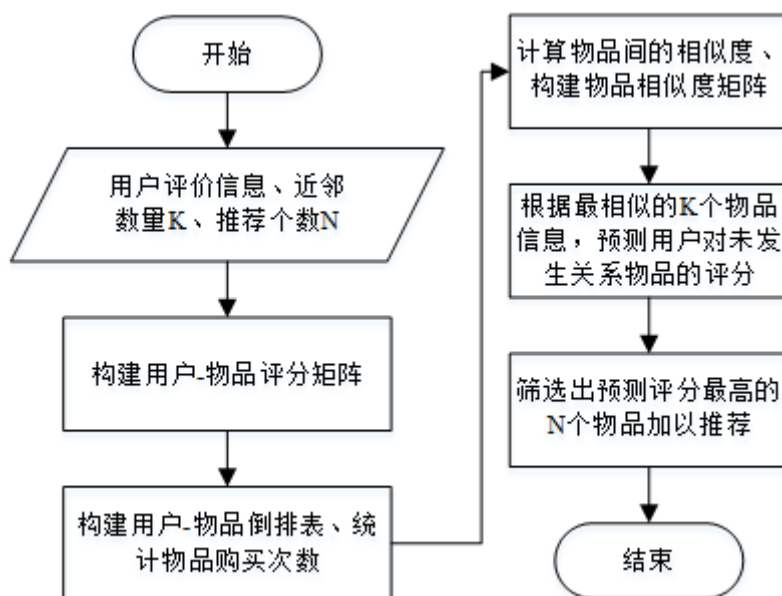 开始
用户评价信息、近邻
数量K、推荐个数N
构建用户-物品评分矩阵
构建用户-物品倒排表、统
计物品购买次数
计算物品间的相似度、
构建物品相似度矩阵
根据最相似的K个物品
信息，预测用户对未发
生关系物品的评分
筛选出预测评分最高的
N个物品加以推荐
结束